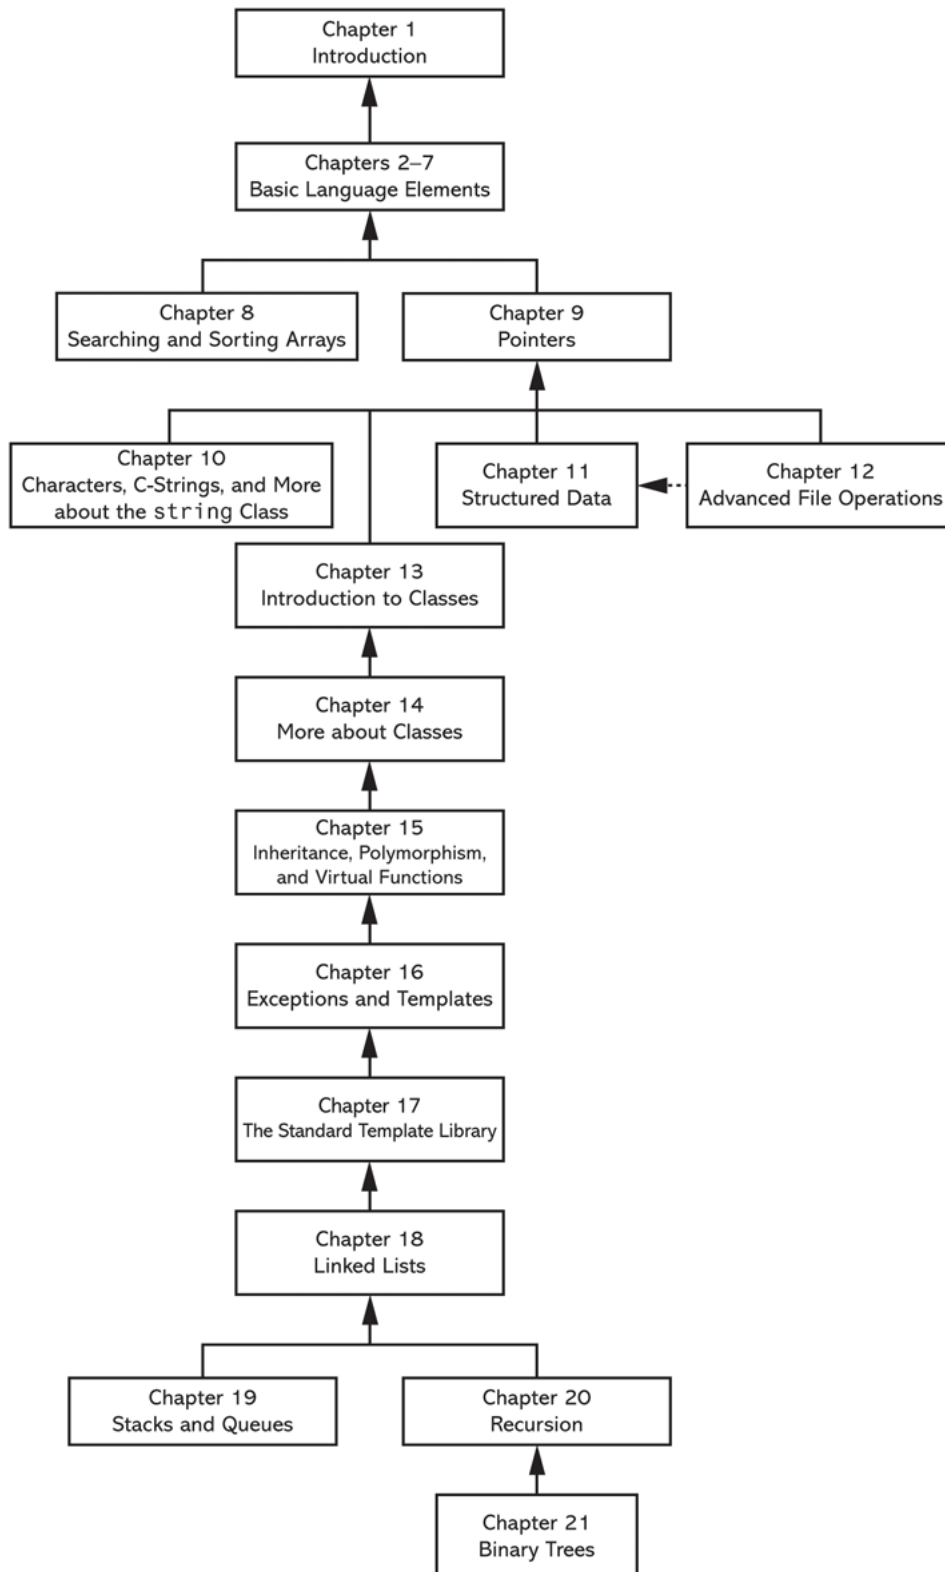 Chapter 1
Introduction
Chapters 2–7
Basic Language Elements
Chapter 8
Searching and Sorting Arrays
Chapter 9
Pointers
Chapter 10
Characters, C-Strings, and More
about the string Class
Chapter 11
Structured Data
Chapter 12
Advanced File Operations
Chapter 13
Introduction to Classes
Chapter 14
More about Classes
Chapter 15
Inheritance, Polymorphism,
and Virtual Functions
Chapter 16
Exceptions and Templates
Chapter 17
The Standard Template Library
Chapter 18
Linked Lists
Chapter 19
Stacks and Queues
Chapter 20
Recursion
Chapter 21
Binary Trees